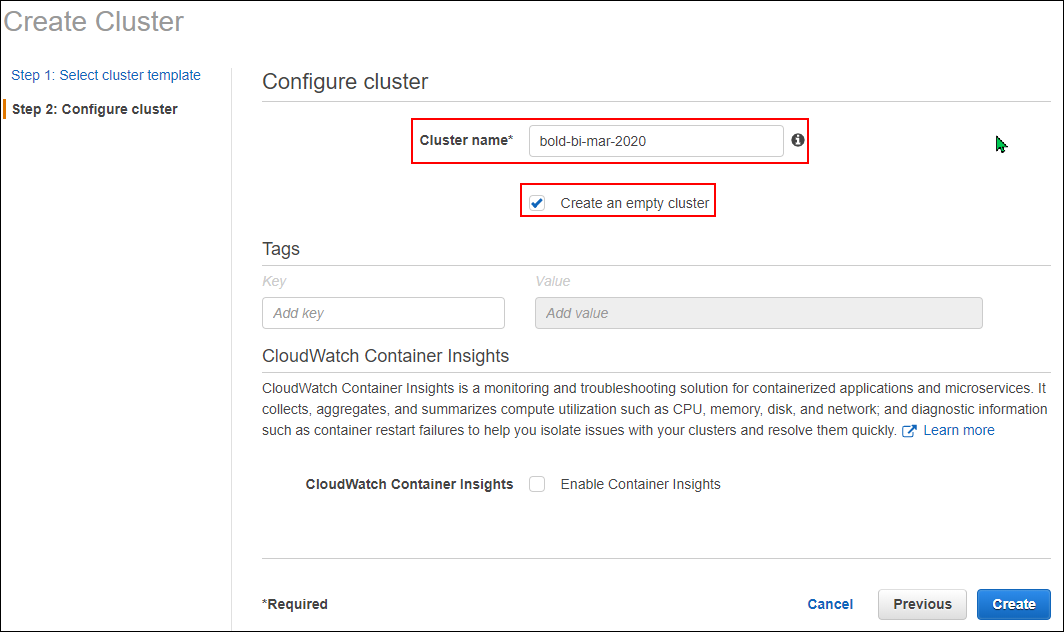 Create Cluster
Step 1: Select cluster template
Step 2: Configure cluster
Configure cluster
Cluster name* bold-bi-mar-2020
Create an empty cluster
Tags
Key Value
Add key Add value
CloudWatch Container Insights
CloudWatch Container Insights is a monitoring and troubleshooting solution for containerized applications and microservices. It
collects, aggregates, and summarizes compute utilization such as CPU, memory, disk, and network; and diagnostic information
such as container restart failures to help you isolate issues with your clusters and resolve them quickly. Learn more
CloudWatch Container Insights Enable Container Insights
*Required Cancel Previous Create